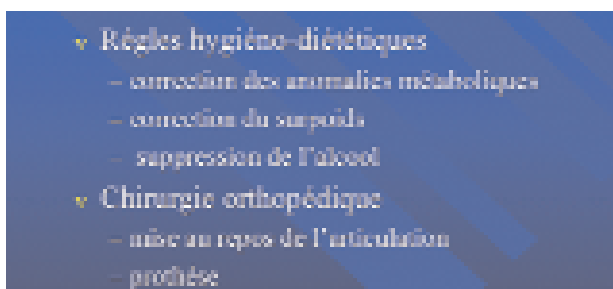 Régles hygiéno-diététiques
– correction des anomalies métaboliques
– correction du surpoids
– suppression de l'alcool
Chirurgie orthopédique
– mise au repos de l'articulation
– prothèse